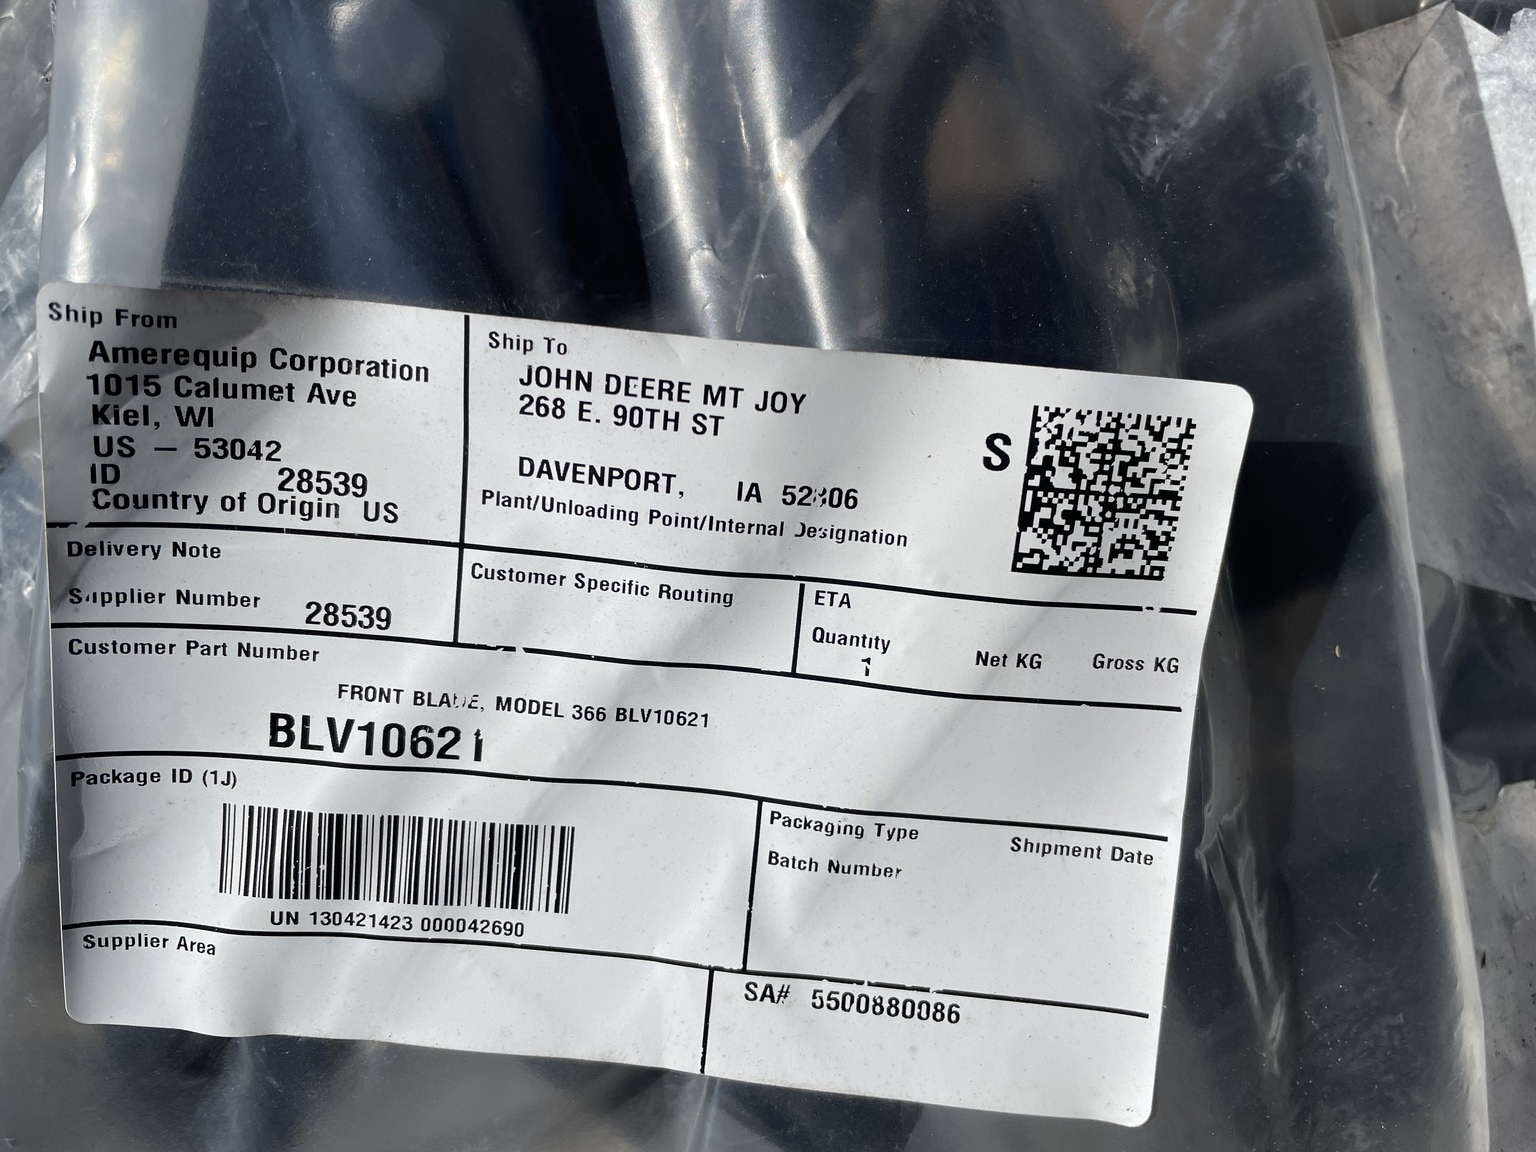 Ship From
Amerequip Corporation
1015 Calumet Ave
Kiel, WI
US – 53042
ID 28539
Country of Origin US
Ship To
JOHN DEERE MT JOY
268 E. 90TH ST
DAVENPORT, IA
Plant/Unloading Point/Internal Designation
S
Delivery Note
Supplier Number 28539
Customer Specific Routing
ETA
Quantity Net KG Gross KG
1
Customer Part Number
FRONT BLADE, MODEL 366 BLV10621
BLV10621
Package ID (1J)
UN 130421423 000042690
Packaging Type Shipment Date
Batch Number
Supplier Area
SA# 5500880086